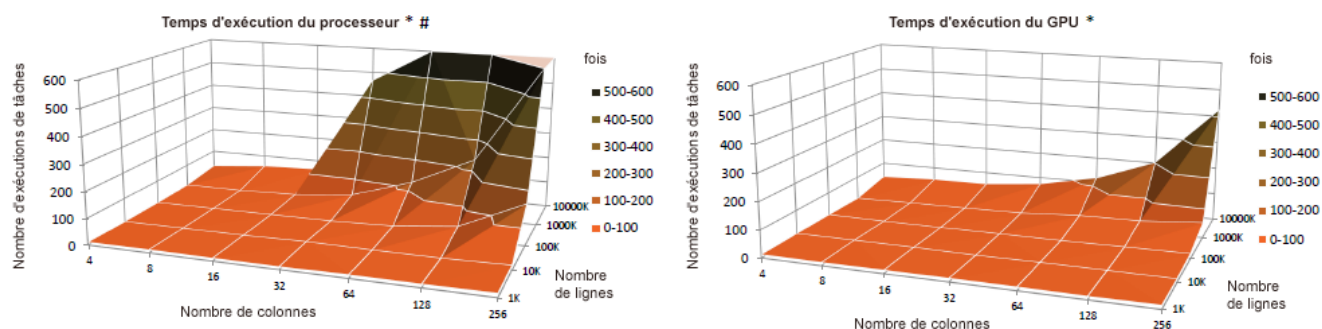 Temps d'exécution du processeur * #
Nombre d'exécutions de tâches
600
500
400
300
200
100
0
4
8
16
32
64
128
256
Nombre de colonnes
10000K
1000K
100K
10K
1K
Nombre
de lignes
fois
500-600
400-500
300-400
200-300
100-200
0-100
Temps d'exécution du GPU *
Nombre d'exécutions de tâches
600
500
400
300
200
100
0
4
8
16
32
64
128
256
Nombre de colonnes
10000K
1000K
100K
10K
1K
Nombre
de lignes
fois
500-600
400-500
300-400
200-300
100-200
0-100